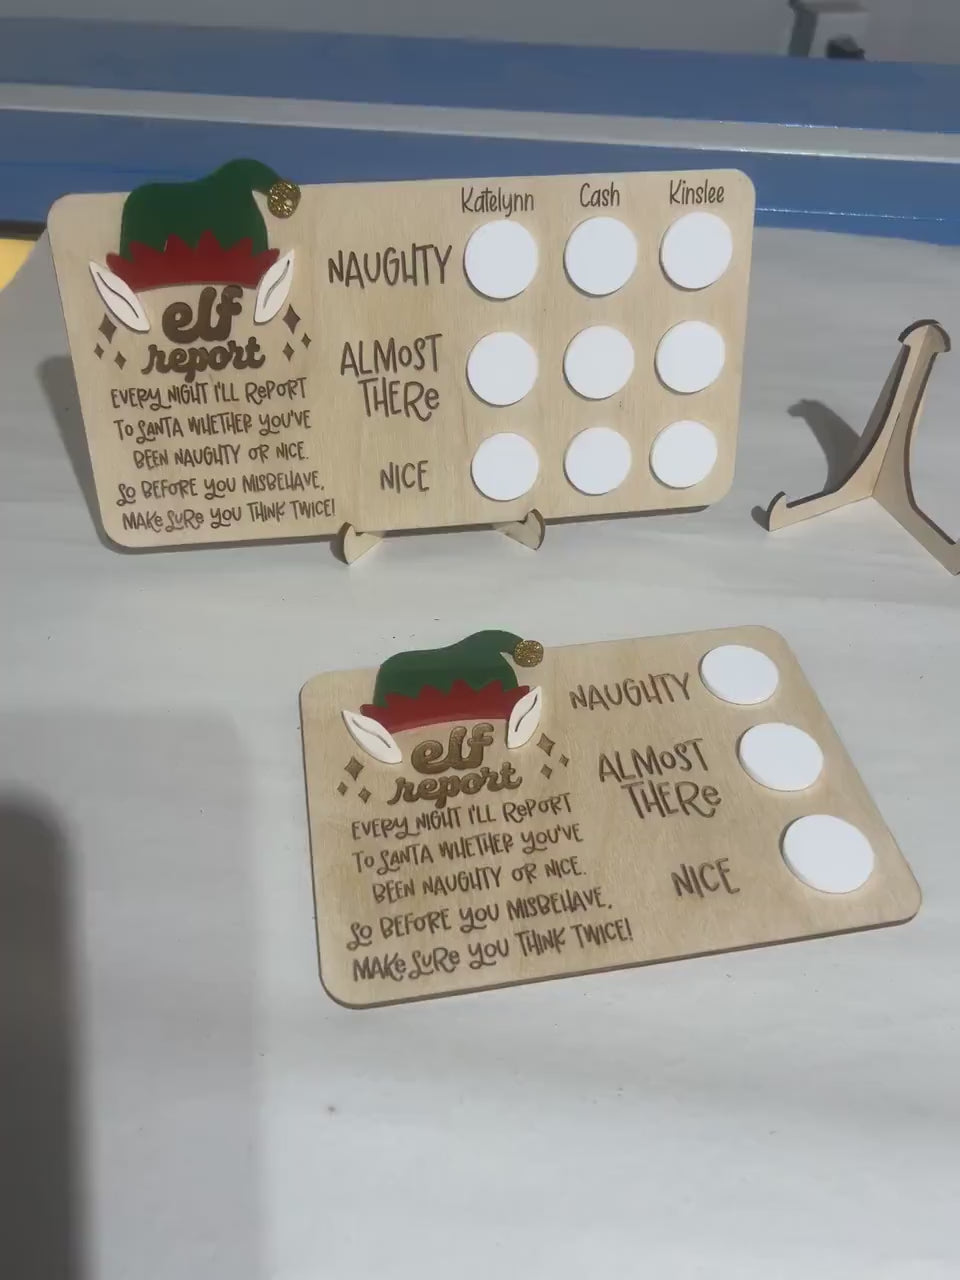 Katelynn Cash Kinslee
NAUGHTY
ALMOST
THERE
NICE
elf
report
EVERY NIGHT I'LL REPORT
TO SANTA WHETHER YOU'VE
BEEN NAUGHTY OR NICE.
SO BEFORE YOU MISBEHAVE,
MAKE SURE YOU THINK TWICE!
NAUGHTY
ALMOST
THERE
NICE
elf
report
EVERY NIGHT I'LL REPORT
TO SANTA WHETHER YOU'VE
BEEN NAUGHTY OR NICE.
SO BEFORE YOU MISBEHAVE,
MAKE SURE YOU THINK TWICE!